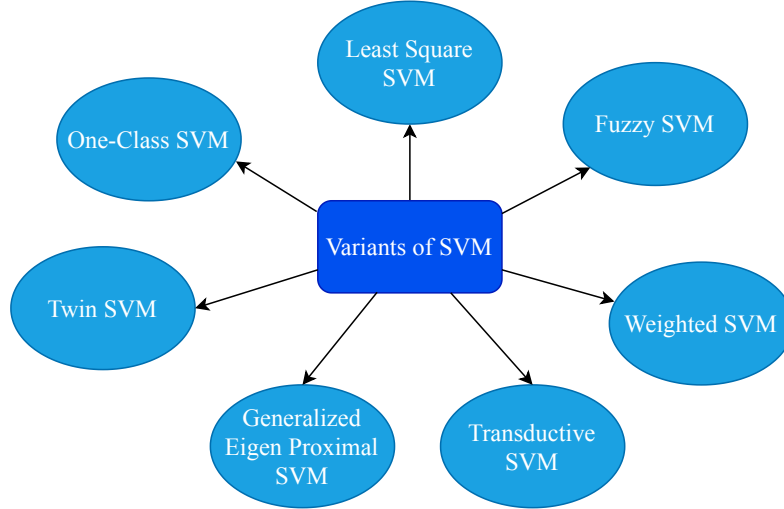 Least Square
SVM
One-Class SVM
Fuzzy SVM
Variants of SVM
Twin SVM
Weighted SVM
Generalized
Eigen Proximal
SVM
Transductive
SVM